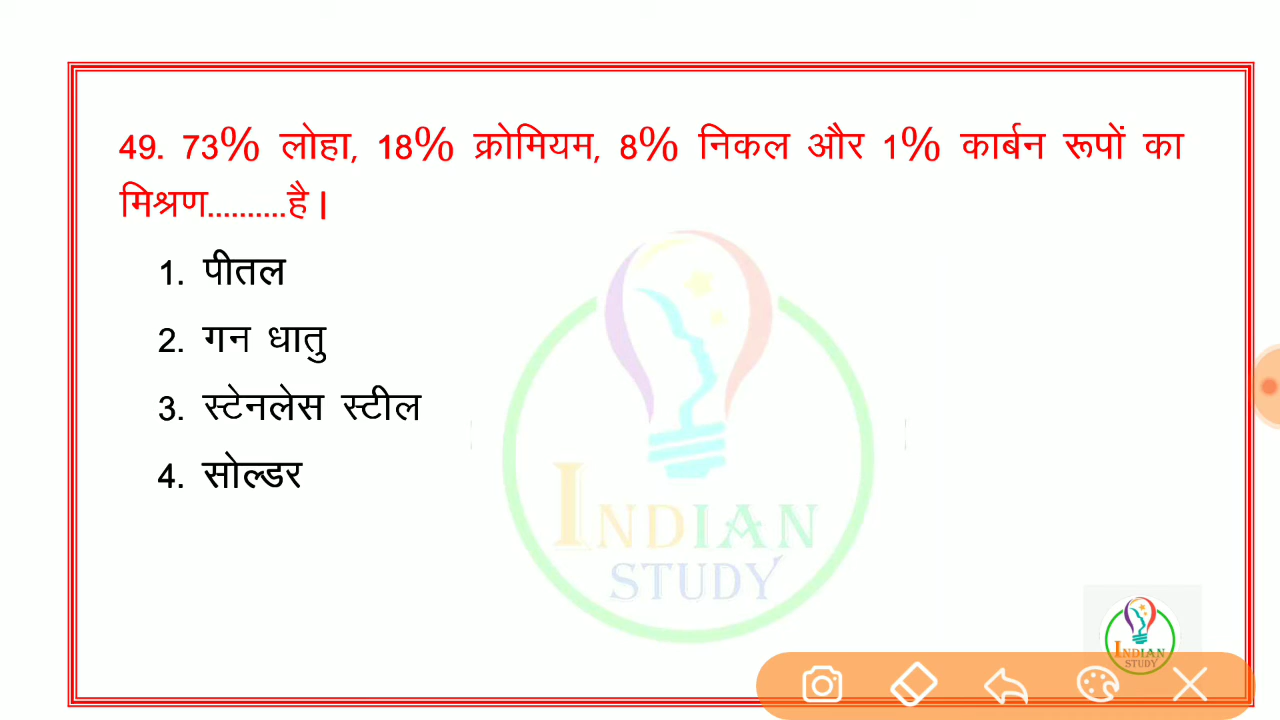 49. 73% लोहा, 18% क्रोमियम, 8% निकल और 1% कार्बन रूपों का
मिश्रण..........है |
1. पीतल
2. गन धातु
3. स्टेनलेस स्टील
4. सोल्डर
INDIAN
STUDY
INDIAN
STUDY